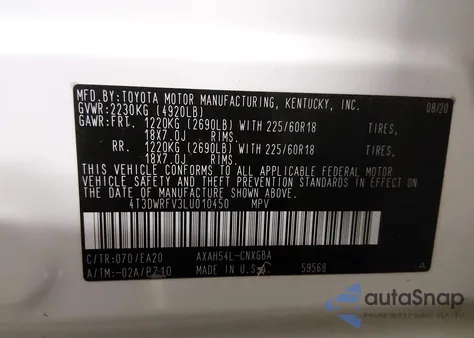 MFD.BY:TOYOTA MOTOR MANUFACTURING, KENTUCKY, INC. 08/20
GVWR:2230KG (4920LB)
GAWR:FRT. 1220KG (2690LB) WITH 225/60R18 TIRES,
18X7.0J RIMS.
RR. 1220KG (2690LB) WITH 225/60R18 TIRES,
18X7.0J RIMS.
THIS VEHICLE CONFORMS TO ALL APPLICABLE FEDERAL MOTOR
VEHICLE SAFETY AND THEFT PREVENTION STANDARDS IN EFFECT
ON THE DATE OF MANUFACTURE SHOWN ABOVE.
4T3DWRFV3LU010450 MPV
C/TR:070/EA20 AXAH54L-CNXGBA
A/TM:-02A/P710 MADE IN U.S.A. 59568 A
autoSnap